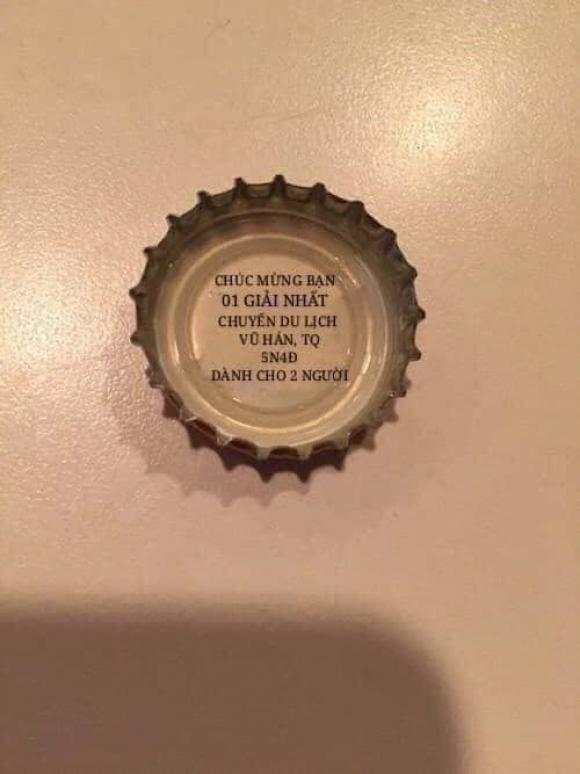 CHÚC MỪNG BẠN
01 GIẢI NHẤT
CHUYẾN DU LỊCH
VŨ HÁN, TQ
5N4Đ
DÀNH CHO 2 NGƯỜI